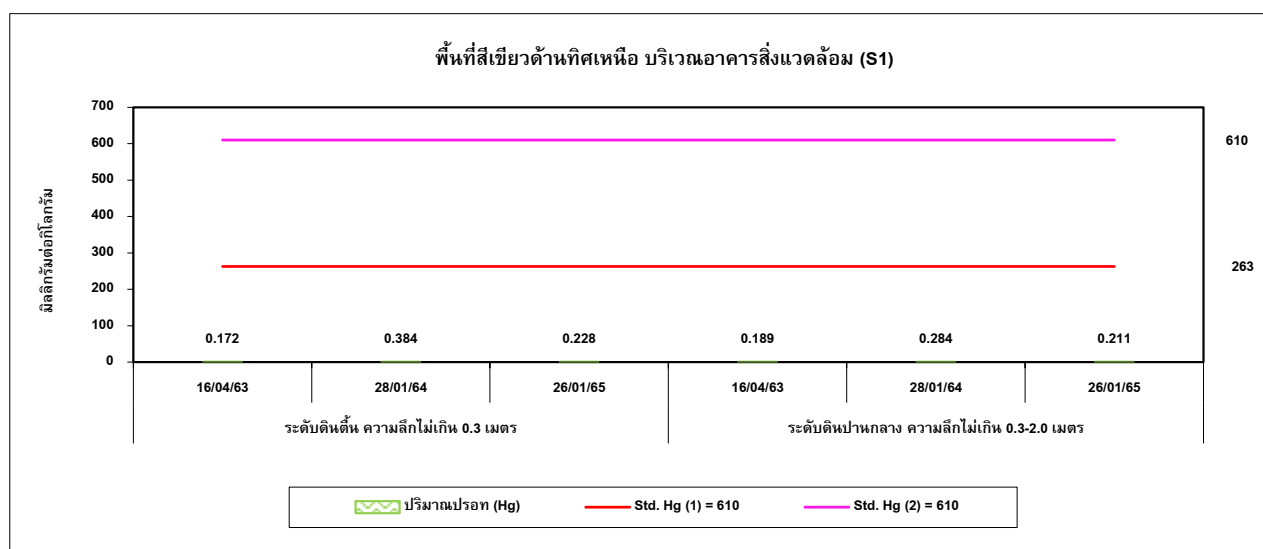 พื้นที่สีเขียวด้านทิศเหนือ บริเวณอาคารสิ่งแวดล้อม (S1)
มิลลิกรัมต่อกิโลกรัม
700
600
500
400
300
200
100
0
610
263
0.172 0.384 0.228 0.189 0.284 0.211
16/04/63 28/01/64 26/01/65 16/04/63 28/01/64 26/01/65
ระดับดินตื้น ความลึกไม่เกิน 0.3 เมตร ระดับดินปานกลาง ความลึกไม่เกิน 0.3-2.0 เมตร
ปริมาณปรอท (Hg) Std. Hg (1) = 610 Std. Hg (2) = 610